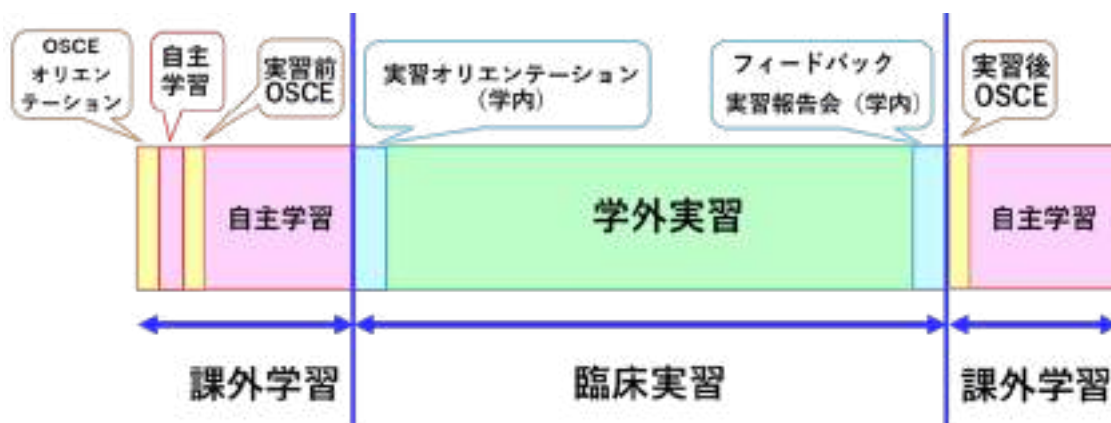 OSCE
オリエン
テーション
自主
学習
実習前
OSCE
実習オリエンテーション
(学内)
フィードバック
実習報告会（学内）
実習後
OSCE
自主学習
学外実習
自主学習
課外学習
臨床実習
課外学習